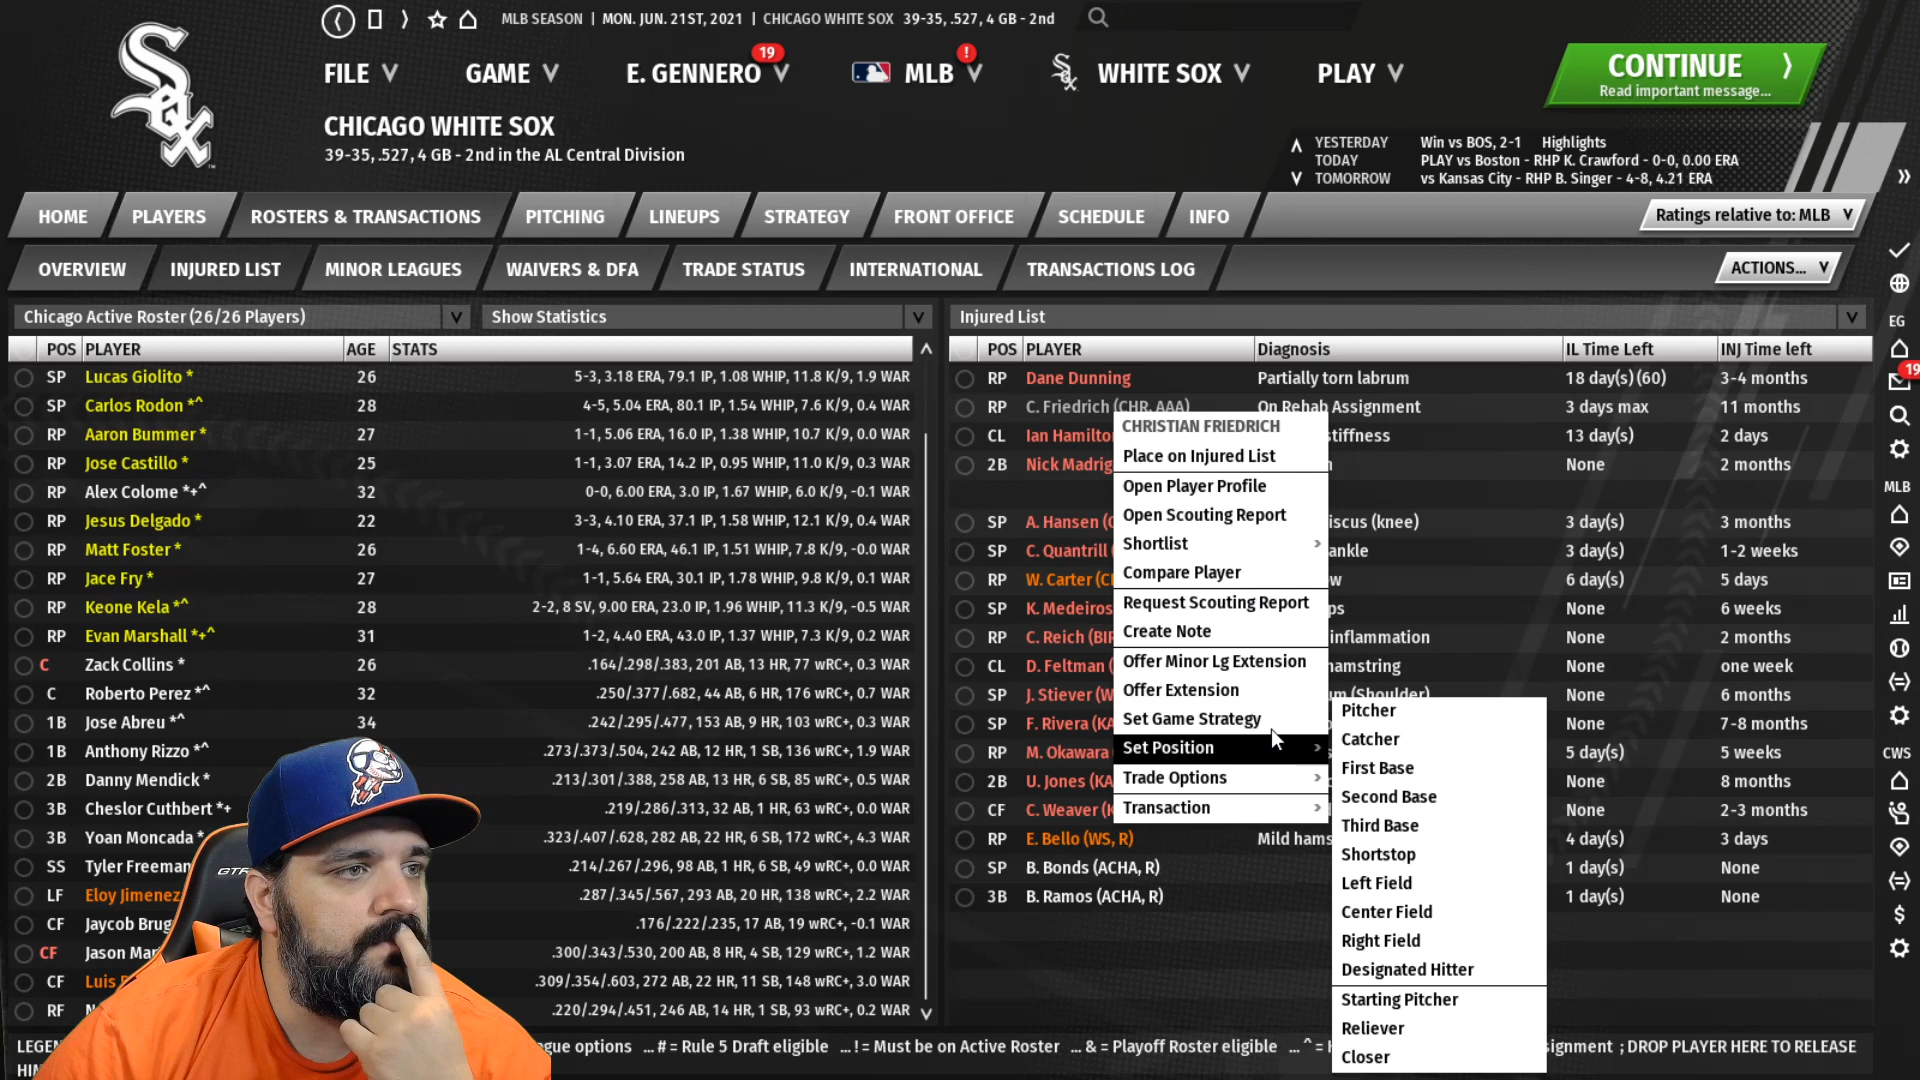 MLB SEASON | MON. JUN. 21ST, 2021 | CHICAGO WHITE SOX 39-35, .527, 4 GB - 2nd
FILE GAME E. GENNERO 19 MLB ! WHITE SOX PLAY
CONTINUE
Read important message...
CHICAGO WHITE SOX
39-35, .527, 4 GB - 2nd in the AL Central Division
YESTERDAY Win vs BOS, 2-1 Highlights
TODAY PLAY vs Boston - RHP K. Crawford - 0-0, 0.00 ERA
TOMORROW vs Kansas City - RHP B. Singer - 4-8, 4.21 ERA
HOME PLAYERS ROSTERS & TRANSACTIONS PITCHING LINEUPS STRATEGY FRONT OFFICE SCHEDULE INFO
Ratings relative to: MLB
OVERVIEW INJURED LIST MINOR LEAGUES WAIVERS & DFA TRADE STATUS INTERNATIONAL TRANSACTIONS LOG
ACTIONS...
Chicago Active Roster (26/26 Players) Show Statistics
POS PLAYER AGE STATS
SP Lucas Giolito * 26 5-3, 3.18 ERA, 79.1 IP, 1.08 WHIP, 11.8 K/9, 1.9 WAR
SP Carlos Rodon *^ 28 4-5, 5.04 ERA, 80.1 IP, 1.54 WHIP, 7.6 K/9, 0.4 WAR
RP Aaron Bummer * 27 1-1, 5.06 ERA, 16.0 IP, 1.38 WHIP, 10.7 K/9, 0.0 WAR
RP Jose Castillo * 25 1-1, 3.07 ERA, 14.2 IP, 0.95 WHIP, 11.0 K/9, 0.3 WAR
RP Alex Colome *+^ 32 0-0, 6.00 ERA, 3.0 IP, 1.67 WHIP, 6.0 K/9, -0.1 WAR
RP Jesus Delgado * 22 3-3, 4.10 ERA, 37.1 IP, 1.58 WHIP, 12.1 K/9, 0.4 WAR
RP Matt Foster * 26 1-4, 6.60 ERA, 46.1 IP, 1.51 WHIP, 7.8 K/9, -0.0 WAR
RP Jace Fry * 27 1-1, 5.64 ERA, 30.1 IP, 1.78 WHIP, 9.8 K/9, 0.1 WAR
RP Keone Kela *^ 28 2-2, 8 SV, 9.00 ERA, 23.0 IP, 1.96 WHIP, 11.3 K/9, -0.5 WAR
RP Evan Marshall *+^ 31 1-2, 4.40 ERA, 43.0 IP, 1.37 WHIP, 7.3 K/9, 0.2 WAR
C Zack Collins * 26 .164/.298/.383, 201 AB, 13 HR, 77 wRC+, 0.3 WAR
C Roberto Perez *^ 32 .250/.377/.682, 44 AB, 6 HR, 176 wRC+, 0.7 WAR
1B Jose Abreu *^ 34 .242/.295/.477, 153 AB, 9 HR, 103 wRC+, 0.3 WAR
1B Anthony Rizzo *^ .273/.373/.504, 242 AB, 12 HR, 1 SB, 136 wRC+, 1.9 WAR
2B Danny Mendick * .213/.301/.388, 258 AB, 13 HR, 6 SB, 85 wRC+, 0.5 WAR
3B Cheslor Cuthbert *+ .219/.286/.313, 32 AB, 1 HR, 63 wRC+, 0.0 WAR
3B Yoan Moncada * .323/.407/.628, 282 AB, 22 HR, 6 SB, 172 wRC+, 4.3 WAR
SS Tyler Freeman .214/.267/.296, 98 AB, 1 HR, 6 SB, 49 wRC+, 0.0 WAR
LF Eloy Jimenez .287/.345/.567, 293 AB, 20 HR, 138 wRC+, 2.2 WAR
CF Jaycob Brug .176/.222/.235, 17 AB, 19 wRC+, -0.1 WAR
CF Jason Mar .300/.343/.530, 200 AB, 8 HR, 4 SB, 129 wRC+, 1.2 WAR
CF Luis .309/.354/.603, 272 AB, 22 HR, 11 SB, 148 wRC+, 3.0 WAR
RF .220/.294/.451, 246 AB, 14 HR, 1 SB, 93 wRC+, 0.2 WAR
GTR
Injured List
POS PLAYER Diagnosis IL Time Left INJ Time left
RP Dane Dunning Partially torn labrum 18 day(s)(60) 3-4 months
RP C. Friedrich (CHR, AAA) On Rehab Assignment 3 days max 11 months
CL Ian Hamilto stiffness 13 day(s) 2 days
2B Nick Madrig None 2 months
SP A. Hansen ( iscus (knee) 3 day(s) 3 months
SP C. Quantrill ankle 3 day(s) 1-2 weeks
RP W. Carter (C w 6 day(s) 5 days
SP K. Medeiros ps None 6 weeks
RP C. Reich (BIR inflammation None 2 months
CL D. Feltman ( hamstring None one week
SP J. Stiever (W m (Shoulder) None 6 months
SP F. Rivera (KA None 7-8 months
RP M. Okawara 5 day(s) 5 weeks
2B U. Jones (KA None 8 months
CF C. Weaver (K None 2-3 months
RP E. Bello (WS, R) Mild hams 4 day(s) 3 days
SP B. Bonds (ACHA, R) 1 day(s) None
3B B. Ramos (ACHA, R) 1 day(s) None
CHRISTIAN FRIEDRICH
Place on Injured List
Open Player Profile
Open Scouting Report
Shortlist
Compare Player
Request Scouting Report
Create Note
Offer Minor Lg Extension
Offer Extension
Set Game Strategy
Set Position
Trade Options
Transaction
Pitcher
Catcher
First Base
Second Base
Third Base
Shortstop
Left Field
Center Field
Right Field
Designated Hitter
Starting Pitcher
Reliever
Closer
EG
19
MLB
CWS
LEGEN gue options ... # = Rule 5 Draft eligible ... ! = Must be on Active Roster ... & = Playoff Roster eligible ... ^ = signment ; DROP PLAYER HERE TO RELEASE
HIM